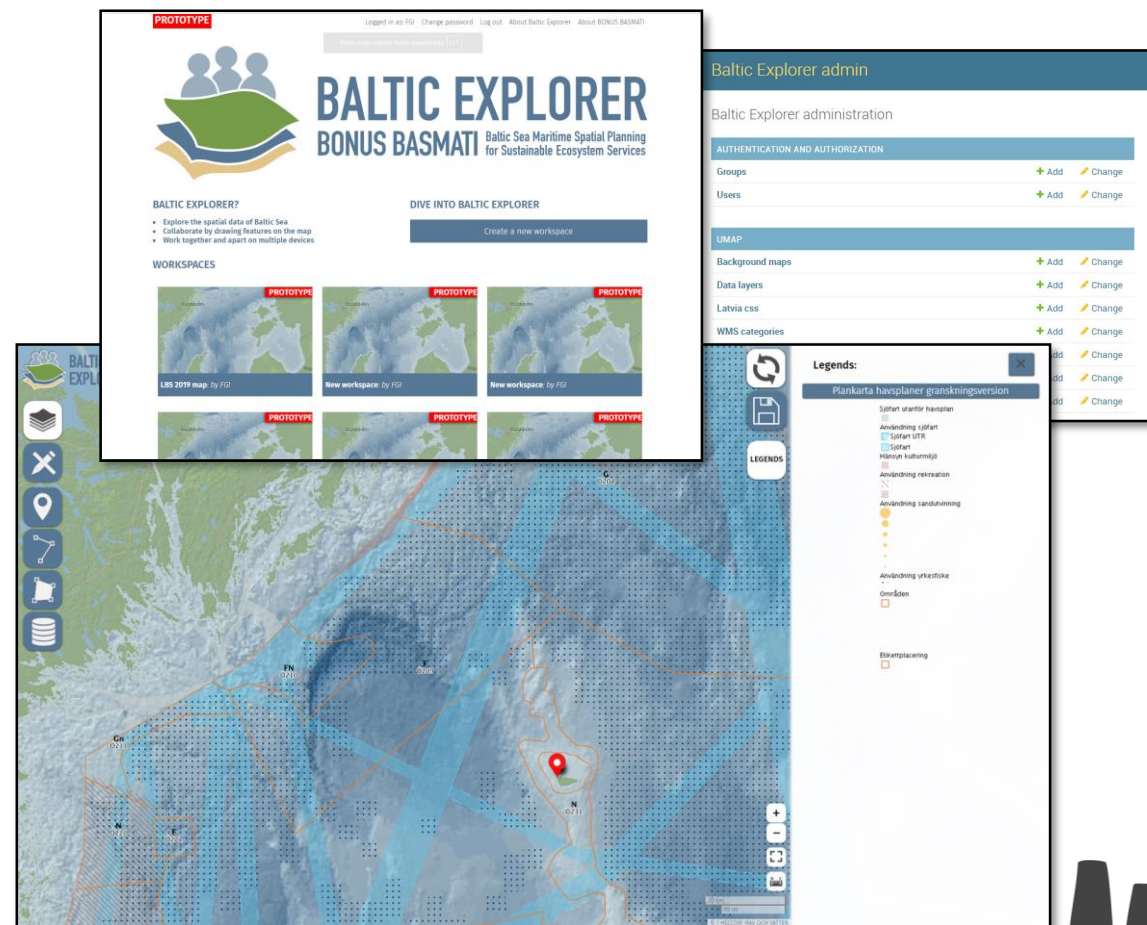 PROTOTYPE
Logged in as: FGI Change password Log out About Baltic Explorer About BONUS BASMATI
BALTIC EXPLORER
BONUS BASMATI Baltic Sea Maritime Spatial Planning
for Sustainable Ecosystem Services
BALTIC EXPLORER?
• Explore the spatial data of Baltic Sea
• Collaborate by drawing features on the map
• Work together and apart on multiple devices
DIVE INTO BALTIC EXPLORER
Create a new workspace
WORKSPACES
PROTOTYPE
PROTOTYPE
PROTOTYPE
LBS 2019 map: by FGI
New workspace: by FGI
New workspace: by FGI
PROTOTYPE
PROTOTYPE
PROTOTYPE
Baltic Explorer admin
Baltic Explorer administration
AUTHENTICATION AND AUTHORIZATION
Groups + Add Change
Users + Add Change
UMAP
Background maps + Add Change
Data layers + Add Change
Latvia css + Add Change
WMS categories + Add Change
dd Change
dd Change
dd Change
BALTI
EXPL
LEGENDS
G
FN
F
Gn
N
F
N
O231
+
−
Legends:
Plankarta havsplaner granskningsversion
Sjöfart utanför havsplan
Användning sjöfart
Sjöfart UTR
Sjöfart
Hänsyn kulturmiljö
Användning rekreation
Användning sandutvinning
Användning yrkesfiske
Områden
Etikettplacering